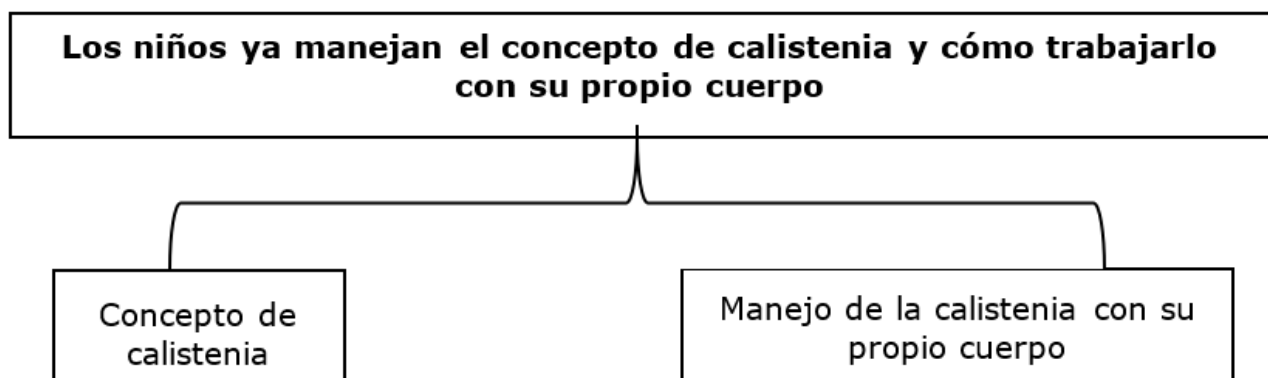 Los niños ya manejan el concepto de calistenia y cómo trabajarlo
con su propio cuerpo
Concepto de
calistenia
Manejo de la calistenia con su
propio cuerpo